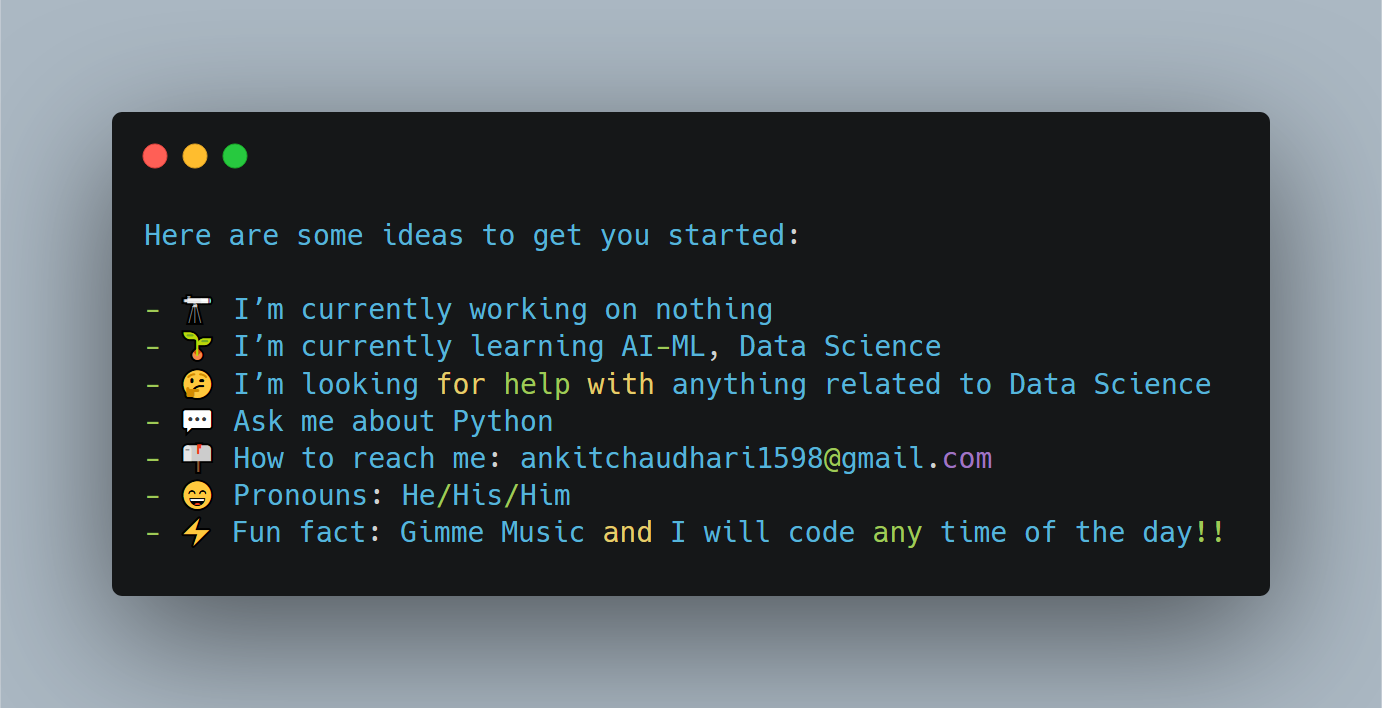 Here are some ideas to get you started:
- 🔭 I’m currently working on nothing
- 🌱 I’m currently learning AI-ML, Data Science
- 🤔 I’m looking for help with anything related to Data Science
- 💬 Ask me about Python
- 📫 How to reach me: ankitchaudhari1598@gmail.com
- 😄 Pronouns: He/His/Him
- ⚡ Fun fact: Gimme Music and I will code any time of the day!!